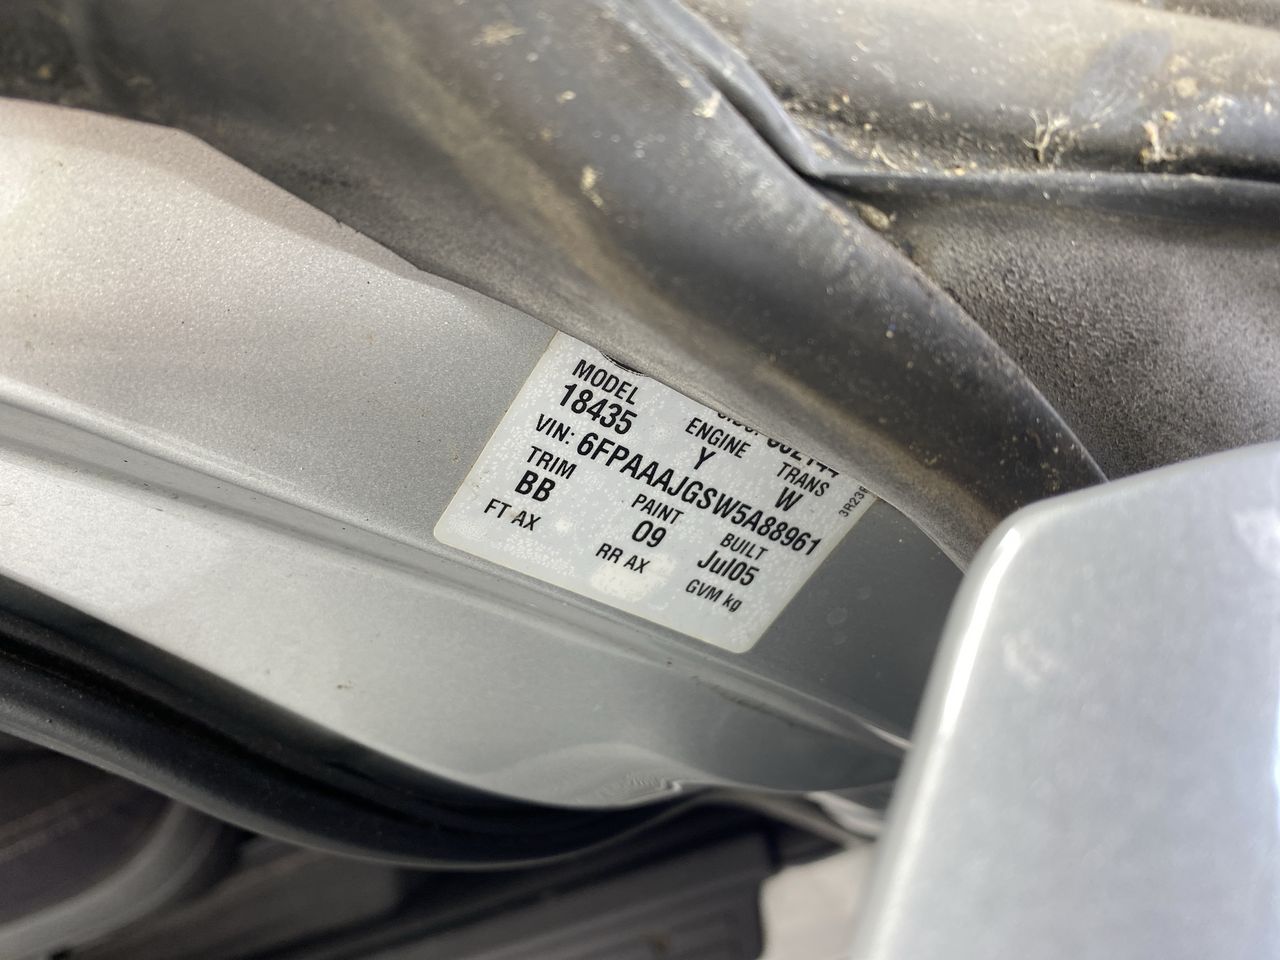 MODEL
18435
ENGINE
Y
TRANS
W
VIN: 6FPAAAJGSW5A88961
TRIM
BB
PAINT
09
BUILT
Jul05
FT AX
RR AX
GVM kg